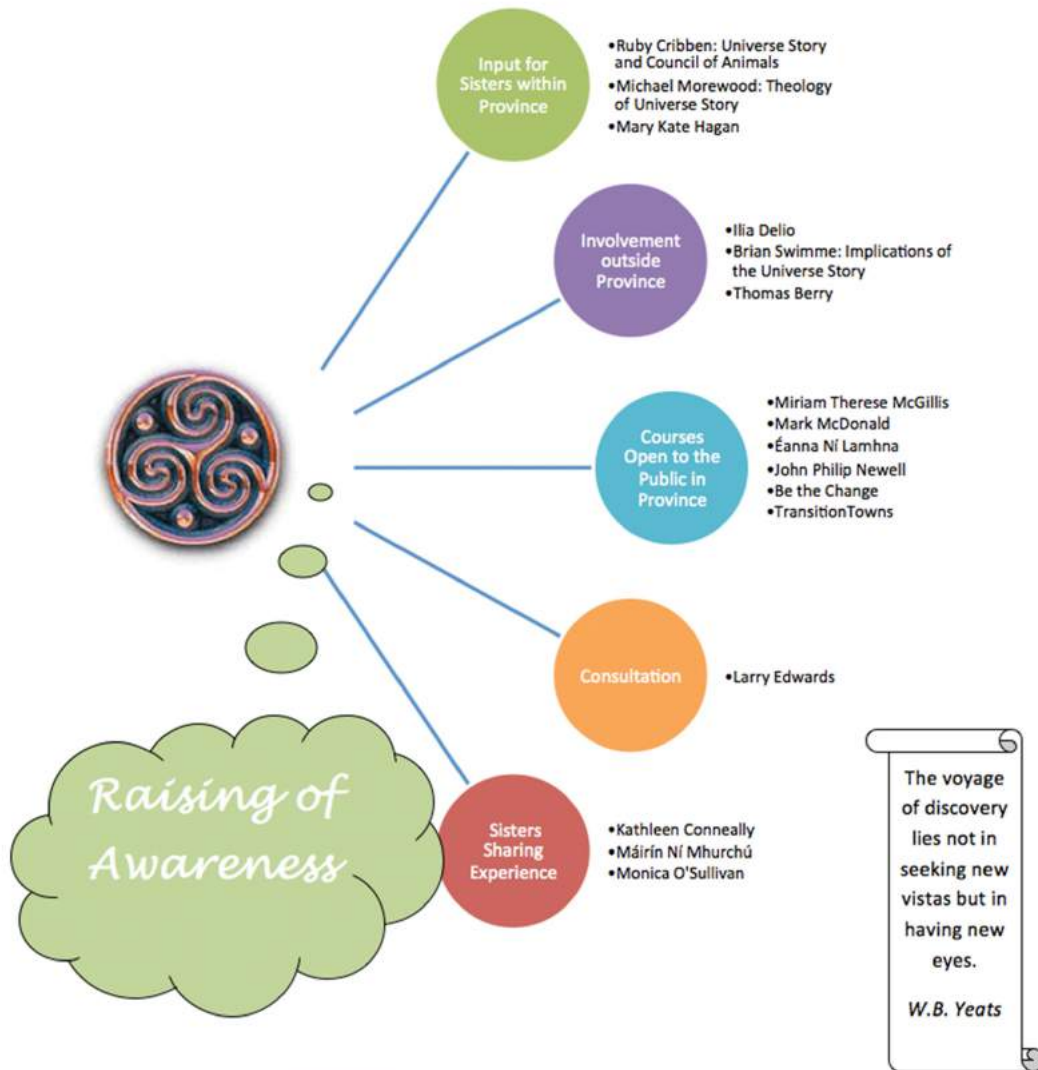 Input for
Sisters within
Province
•Ruby Cribben: Universe Story
and Council of Animals
•Michael Morewood: Theology
of Universe Story
•Mary Kate Hagan
Involvement
outside
Province
•Ilia Delio
•Brian Swimme: Implications of
the Universe Story
•Thomas Berry
Courses
Open to the
Public in
Province
•Miriam Therese McGillis
•Mark McDonald
•Éanna Ní Lamhna
•John Philip Newell
•Be the Change
•TransitionTowns
Consultation
•Larry Edwards
Raising of
Awareness
Sisters
Sharing
Experience
•Kathleen Conneally
•Máirín Ní Mhurchú
•Monica O'Sullivan
The voyage
of discovery
lies not in
seeking new
vistas but in
having new
eyes.
W.B. Yeats